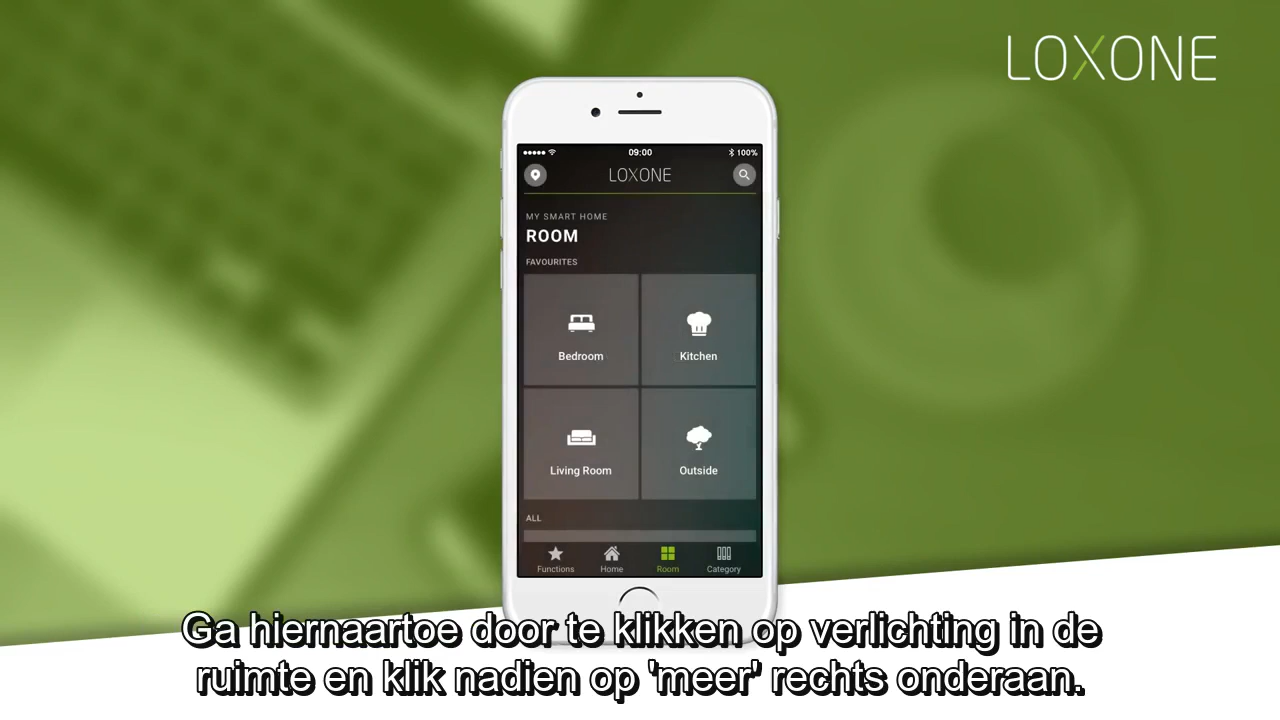 LOXONE
09:00
100%
LOXONE
MY SMART HOME
ROOM
FAVOURITES
Bedroom
Kitchen
Living Room
Outside
ALL
Functions
Home
Room
Category
Ga hiernaartoe door te klikken op verlichting in de
ruimte en klik nadien op 'meer' rechts onderaan.